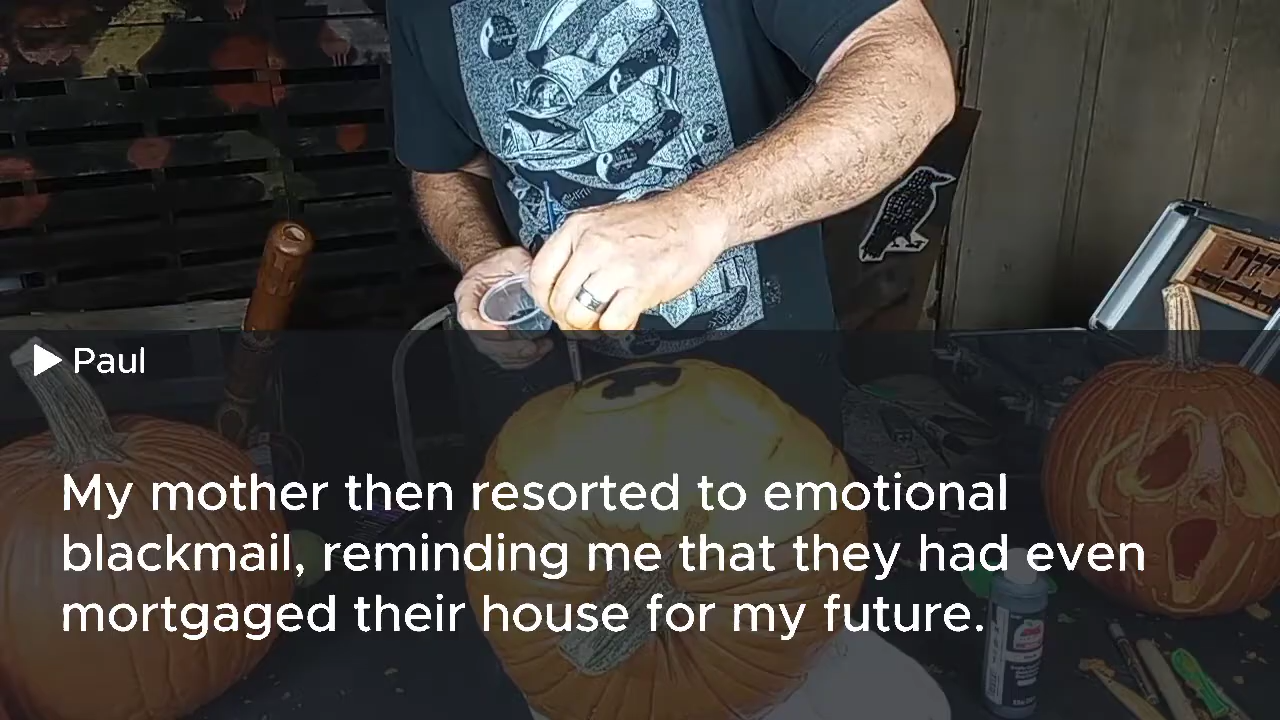 Paul
My mother then resorted to emotional
blackmail, reminding me that they had even
mortgaged their house for my future.